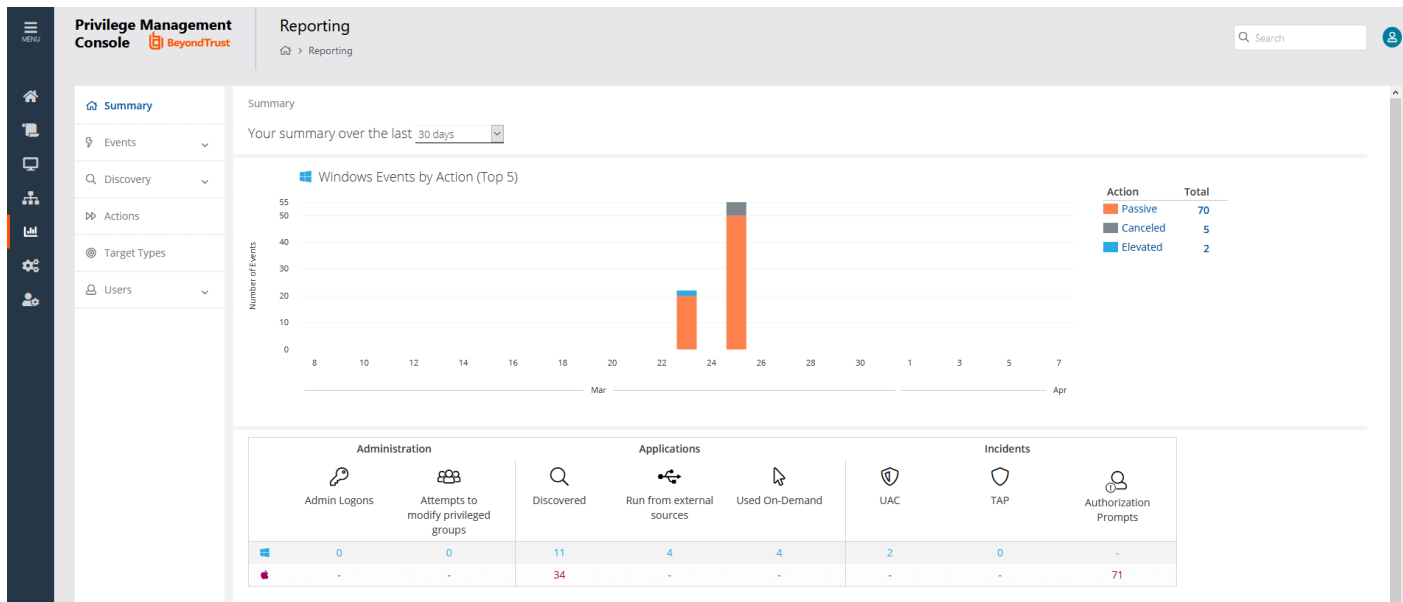 MENU
Privilege Management
Console BeyondTrust
Reporting
> Reporting
Search
Summary
Events
Discovery
Actions
Target Types
Users
Summary
Your summary over the last 30 days
Windows Events by Action (Top 5)
Number of Events
55
50
40
30
20
10
0
8 10 12 14 16 18 20 22 24 26 28 30 1 3 5 7
Mar Apr
Action Total
Passive 70
Canceled 5
Elevated 2
Administration Applications Incidents
Admin Logons
Attempts to
modify privileged
groups
Discovered
Run from external
sources
Used On-Demand
UAC
TAP
Authorization
Prompts
0 0 11 4 4 2 0 -
- - 34 - - - - 71